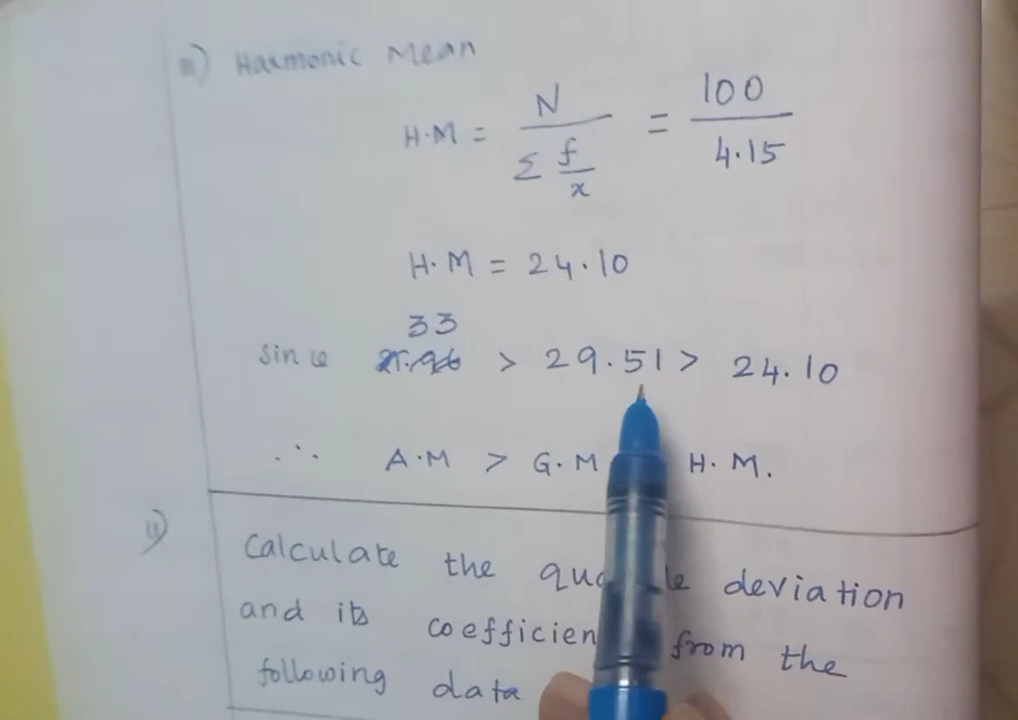 iii) Harmonic Mean
H.M = N / Σ f/x = 100 / 4.15
H.M = 24.10
33
since > 29.51 > 24.10
∴ A.M > G.M H.M.
ii) Calculate the deviation
and its from the
following data